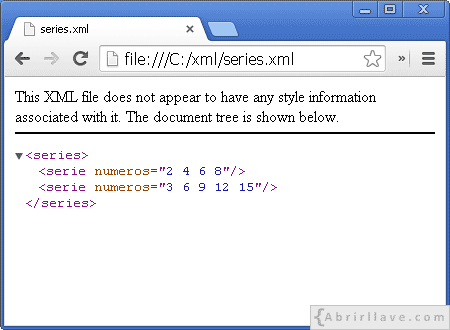 series.xml
file:///C:/xml/series.xml
This XML file does not appear to have any style information
associated with it. The document tree is shown below.
▼<series>
<serie numeros="2 4 6 8"/>
<serie numeros="3 6 9 12 15"/>
</series>
{Abrirllave.com